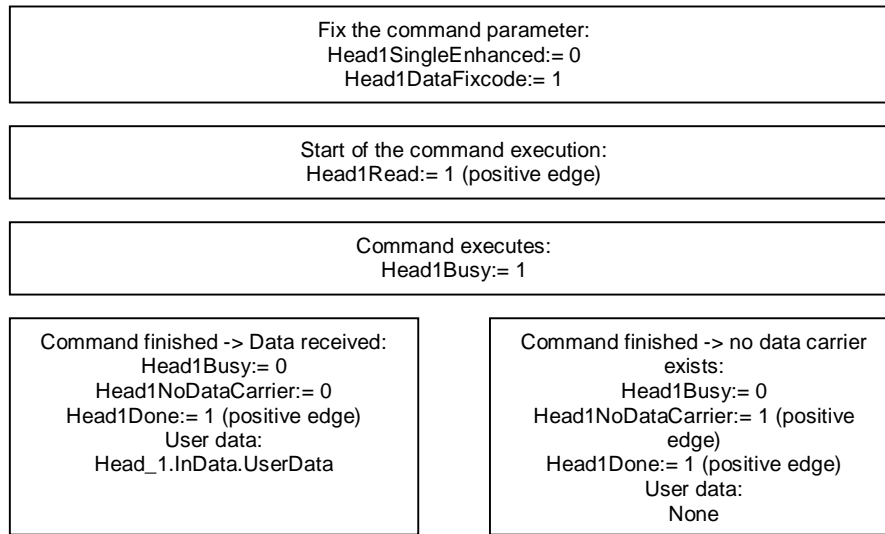 Fix the command parameter:
Head1SingleEnhanced:= 0
Head1DataFixcode:= 1
Start of the command execution:
Head1Read:= 1 (positive edge)
Command executes:
Head1Busy:= 1
Command finished -> Data received:
Head1Busy:= 0
Head1NoDataCarrier:= 0
Head1Done:= 1 (positive edge)
User data:
Head_1.InData.UserData
Command finished -> no data carrier
exists:
Head1Busy:= 0
Head1NoDataCarrier:= 1 (positive
edge)
Head1Done:= 1 (positive edge)
User data:
None